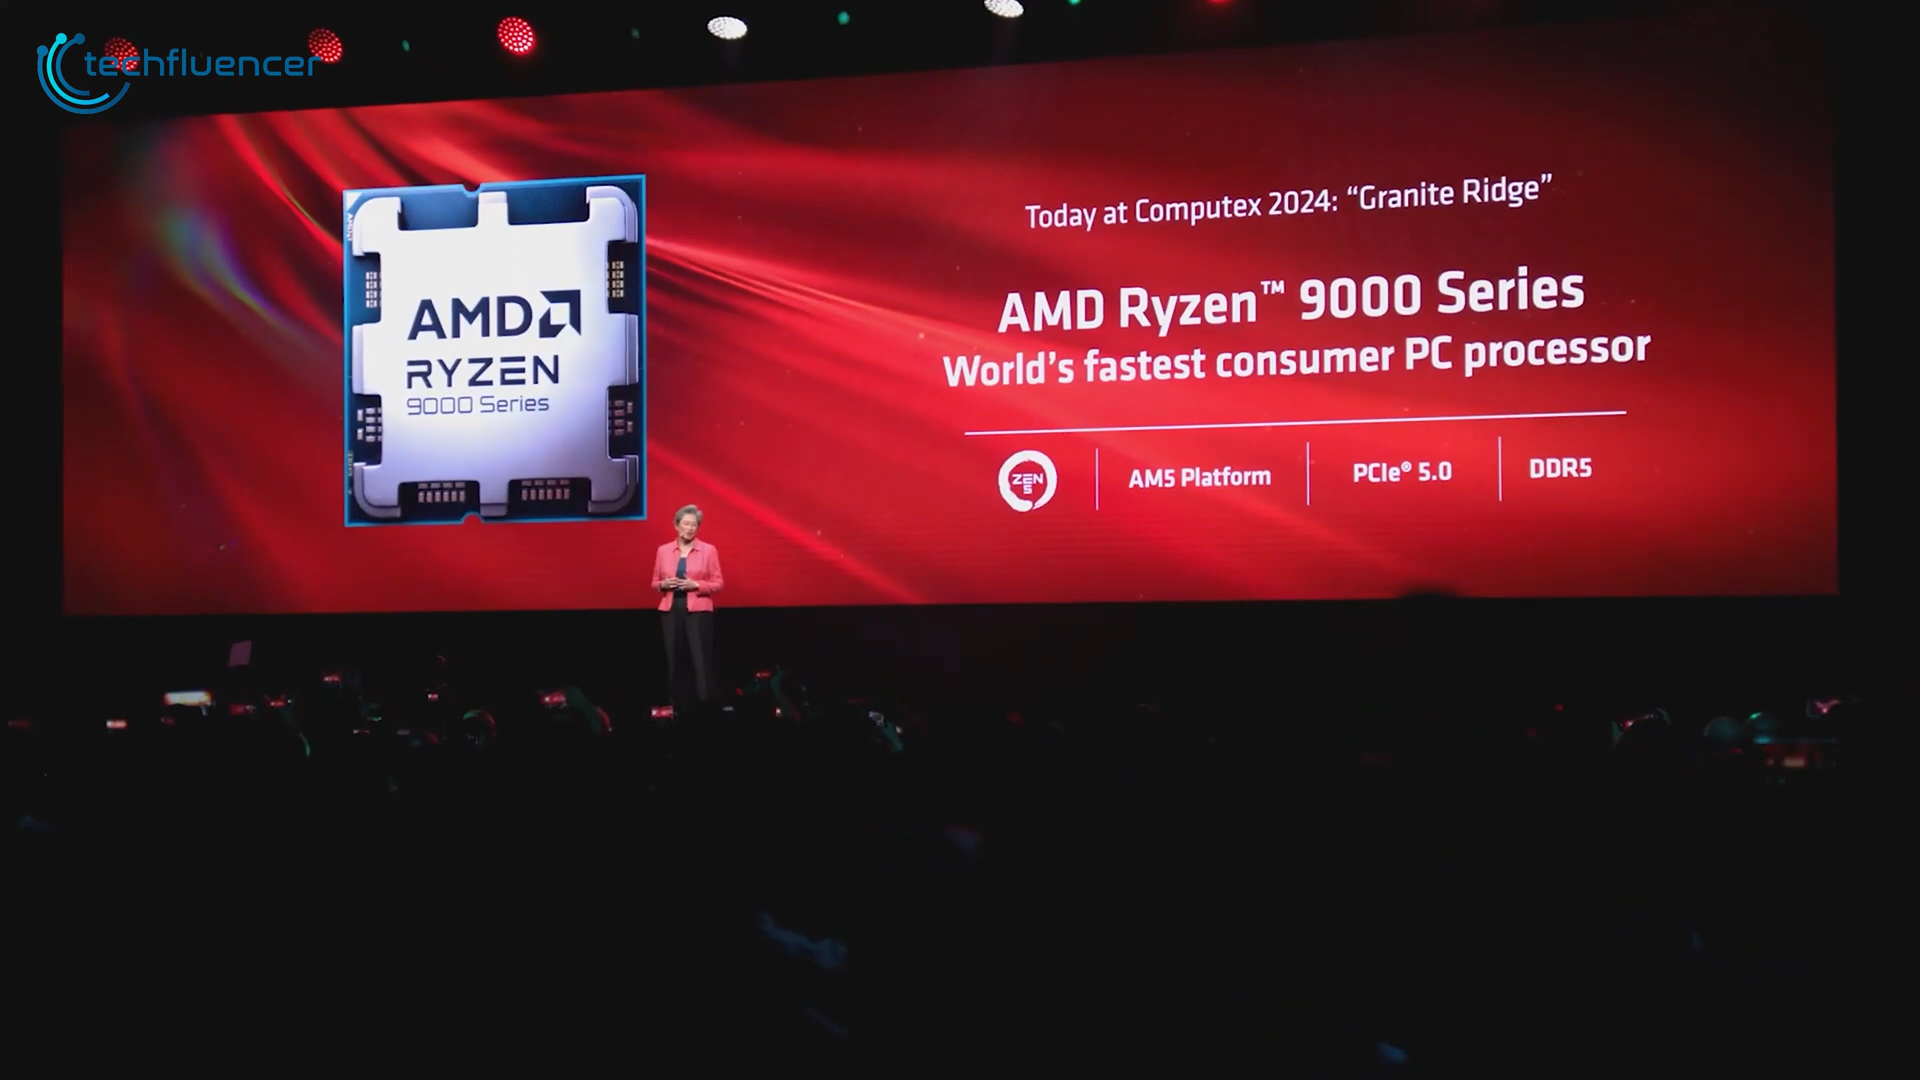 techfluencer
Today at Computex 2024: “Granite Ridge”
AMD Ryzen™ 9000 Series
World’s fastest consumer PC processor
ZEN
5
AM5 Platform
PCIe® 5.0
DDR5
AMD
RYZEN
9000 Series